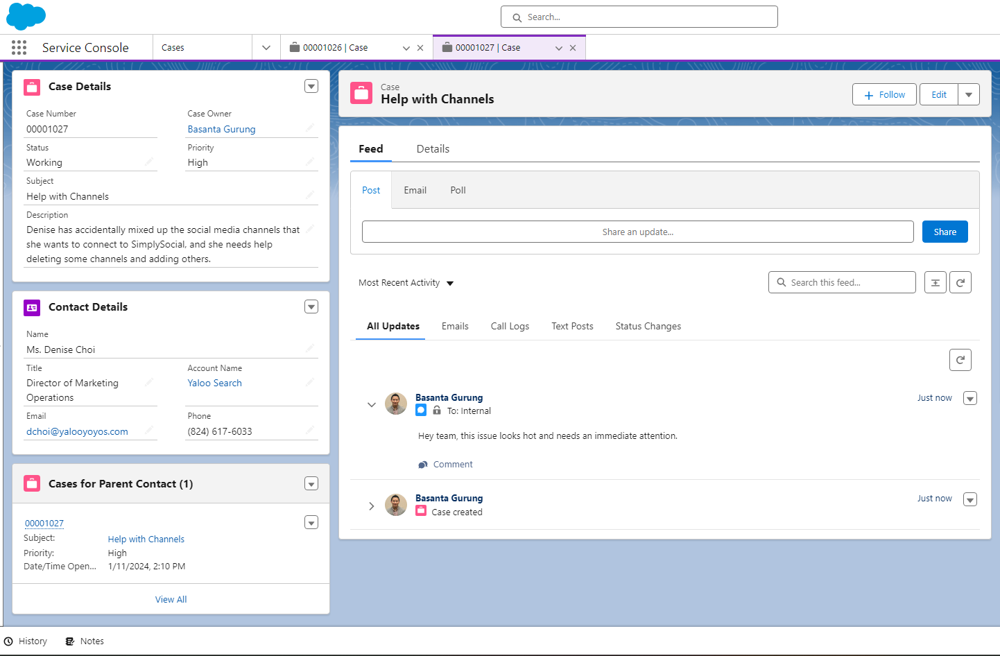 Search...
Service Console
Cases
00001026 | Case
00001027 | Case
Case Details
Case Number
00001027
Case Owner
Basanta Gurung
Status
Working
Priority
High
Subject
Help with Channels
Description
Denise has accidentally mixed up the social media channels that
she wants to connect to SimplySocial, and she needs help
deleting some channels and adding others.
Contact Details
Name
Ms. Denise Choi
Title
Director of Marketing
Operations
Account Name
Yaloo Search
Email
dchoi@yalooyoyos.com
Phone
(824) 617-6033
Cases for Parent Contact (1)
00001027
Subject: Help with Channels
Priority: High
Date/Time Open... 1/11/2024, 2:10 PM
View All
Case
Help with Channels
Follow
Edit
Feed
Details
Post
Email
Poll
Share an update...
Share
Most Recent Activity
Search this feed...
All Updates
Emails
Call Logs
Text Posts
Status Changes
Basanta Gurung
Just now
To: Internal
Hey team, this issue looks hot and needs an immediate attention.
Comment
Basanta Gurung
Just now
Case created
History
Notes